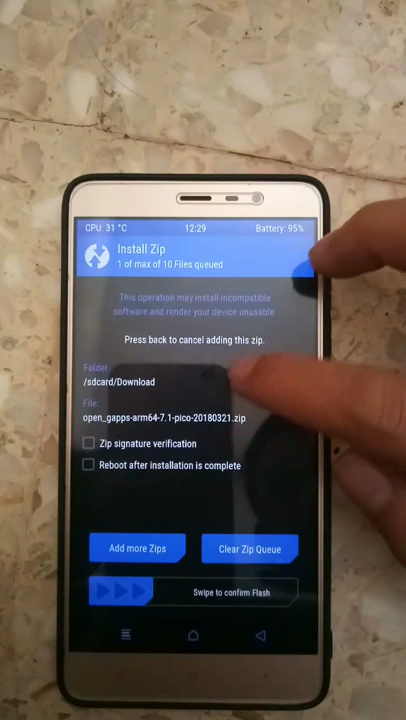 CPU: 31 °C 12:29 Battery: 95%
Install Zip
1 of max of 10 Files queued
This operation may install incompatible
software and render your device unusable.
Press back to cancel adding this zip.
Folder:
/sdcard/Download
File:
open_gapps-arm64-7.1-pico-20180321.zip
Zip signature verification
Reboot after installation is complete
Add more Zips Clear Zip Queue
Swipe to confirm Flash